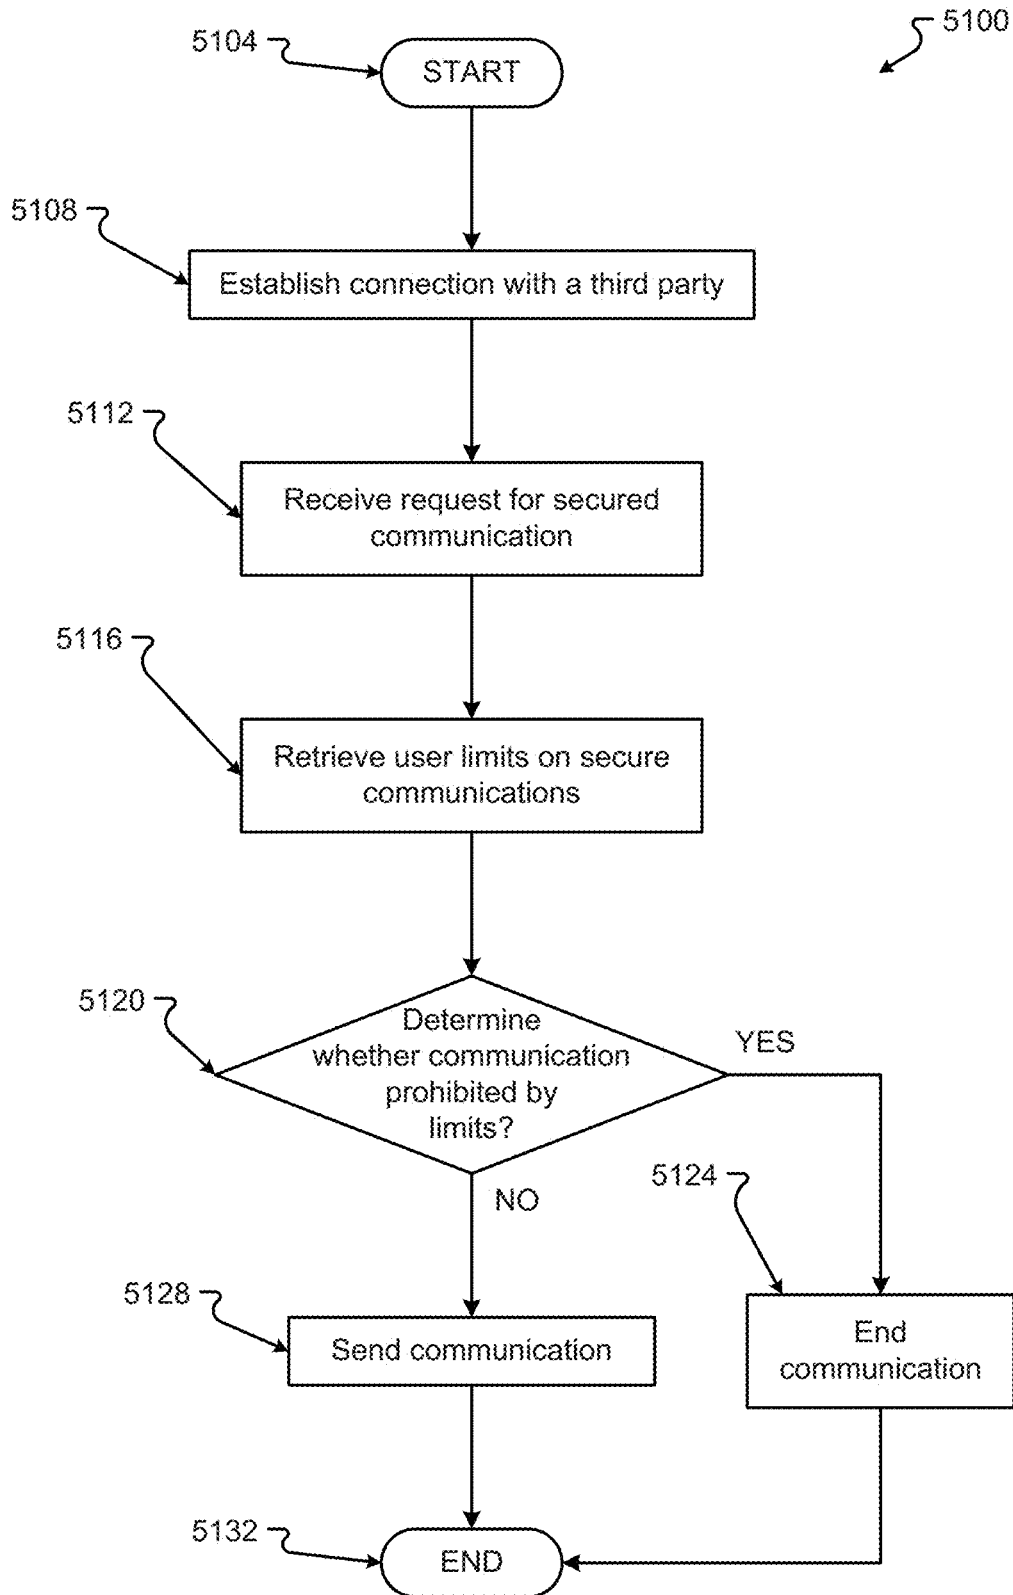 5100
5104
START
5108
Establish connection with a third party
5112
Receive request for secured
communication
5116
Retrieve user limits on secure
communications
5120
Determine
whether communication
prohibited by
limits?
YES
NO
5124
End
communication
5128
Send communication
5132
END